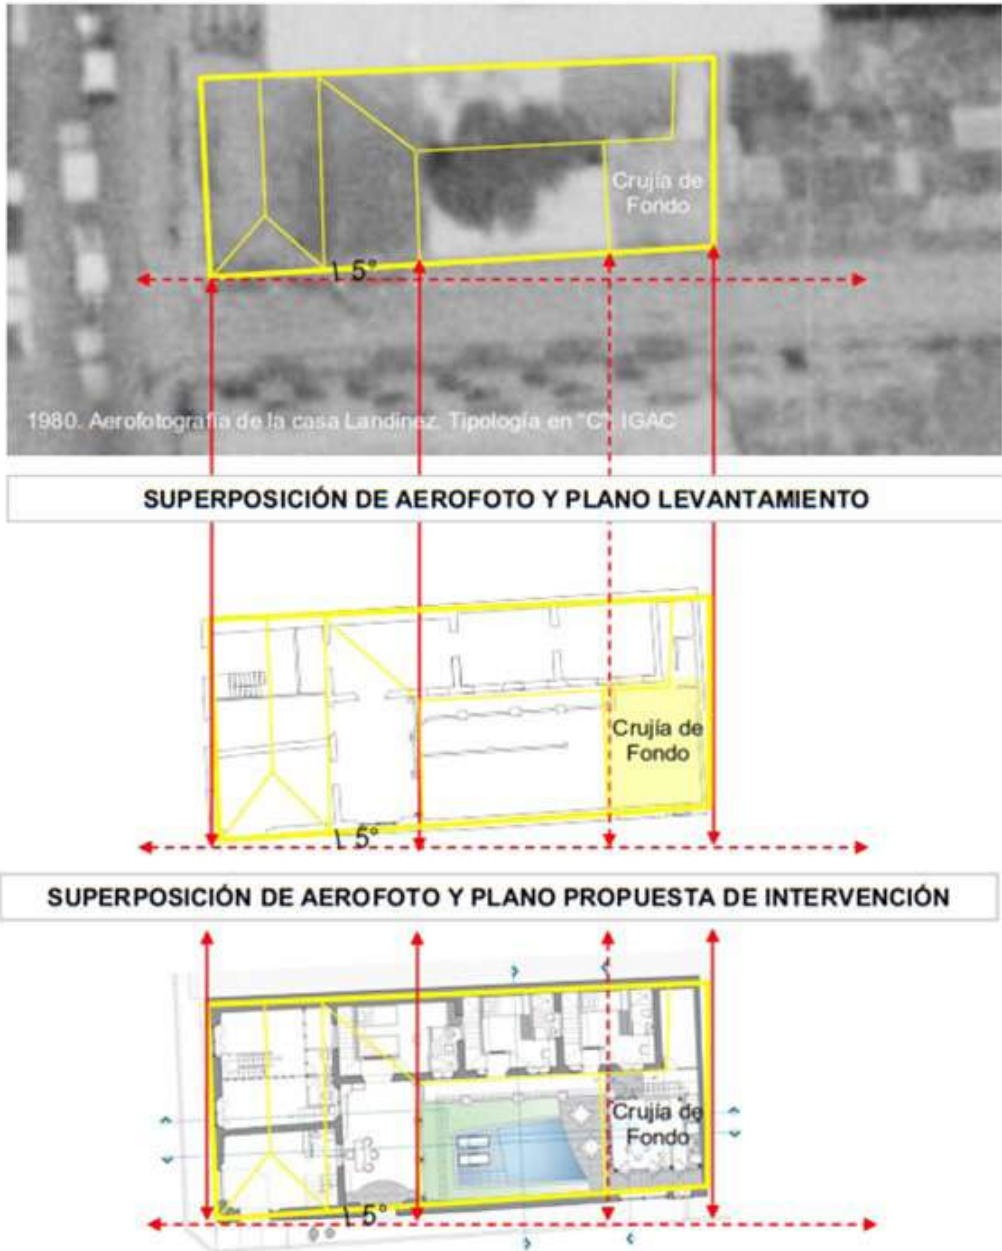 Crujía de
Fondo
5°
1980. Aerofotografía de la casa Landinez. Tipología en "C". IGAC
SUPERPOSICIÓN DE AEROFOTO Y PLANO LEVANTAMIENTO
Crujía de
Fondo
5°
SUPERPOSICIÓN DE AEROFOTO Y PLANO PROPUESTA DE INTERVENCIÓN
Crujía de
Fondo
5°